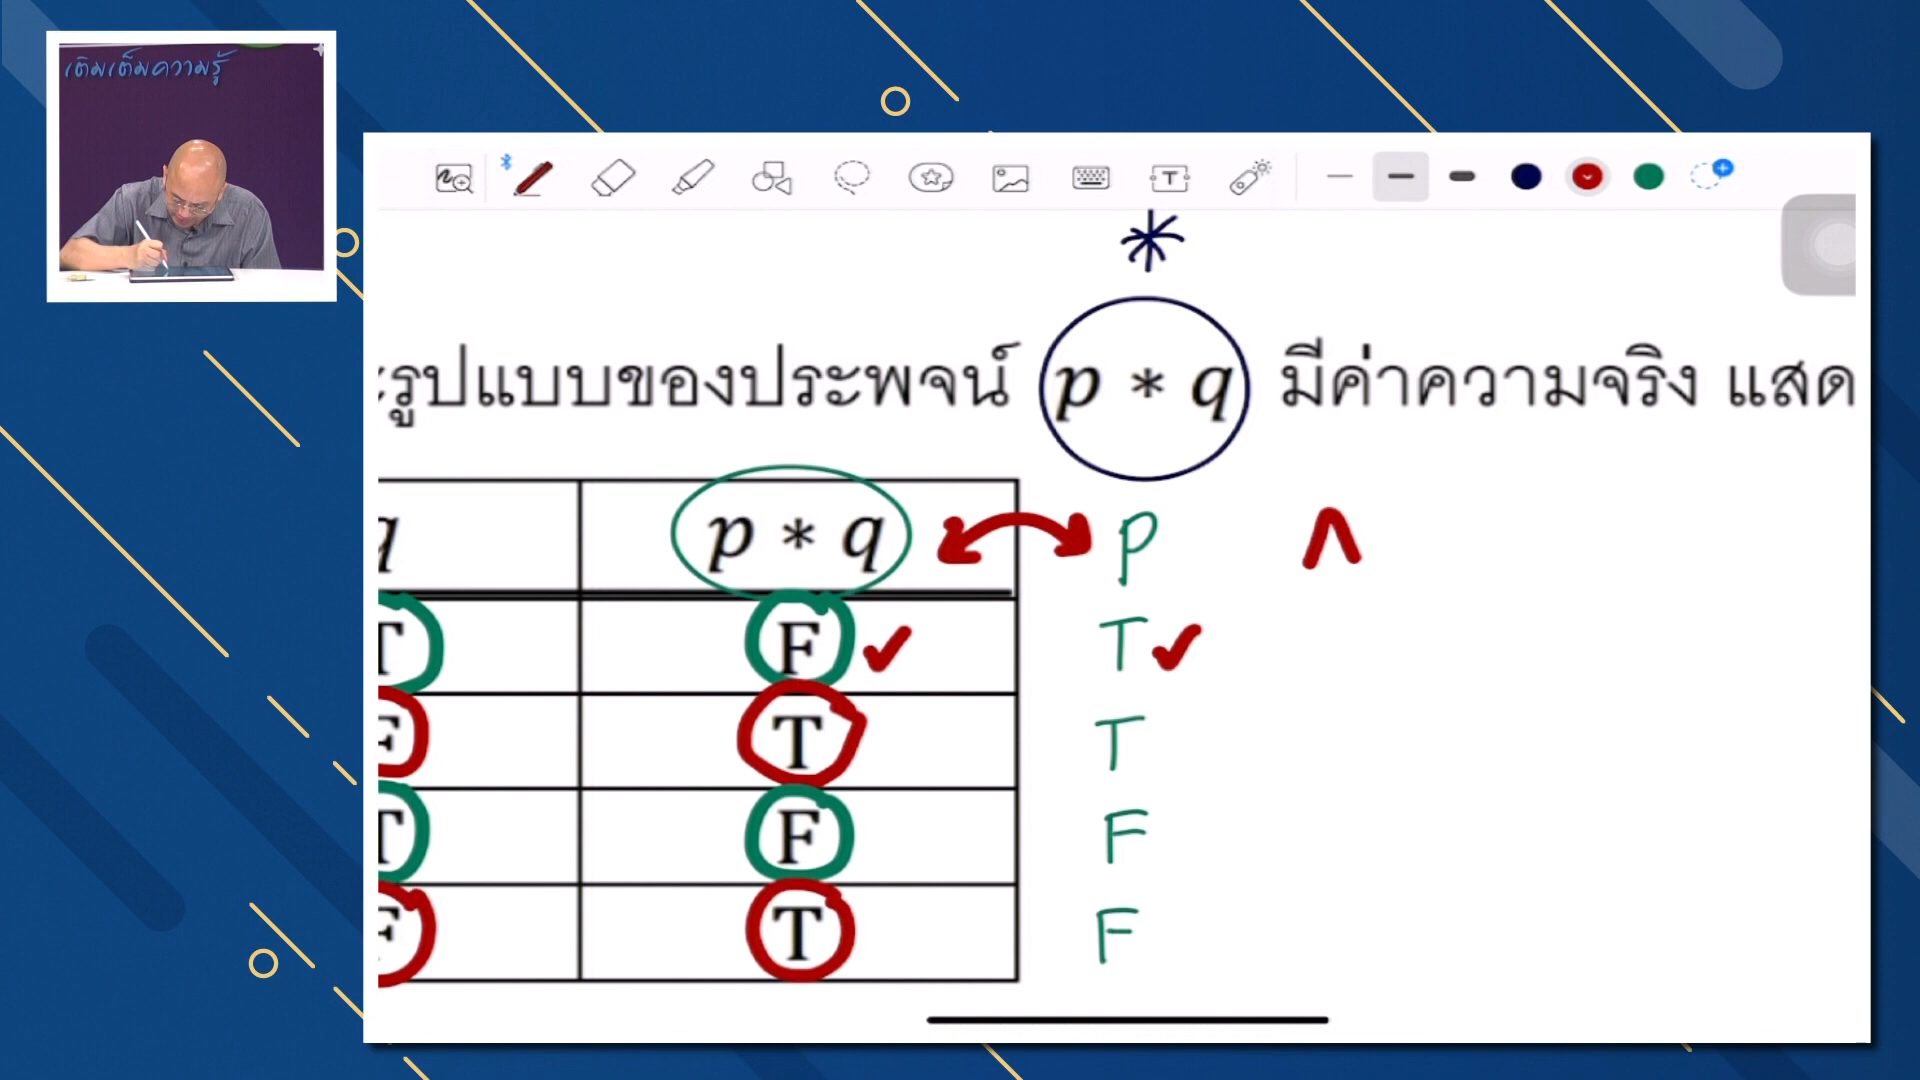 เติมเต็มความรู้
T
*
ะรูปแบบของประพจน์ p * q มีค่าความจริง แสด
q p * q P ∧
T F ✓ T ✓
F T T
T F F
F T F